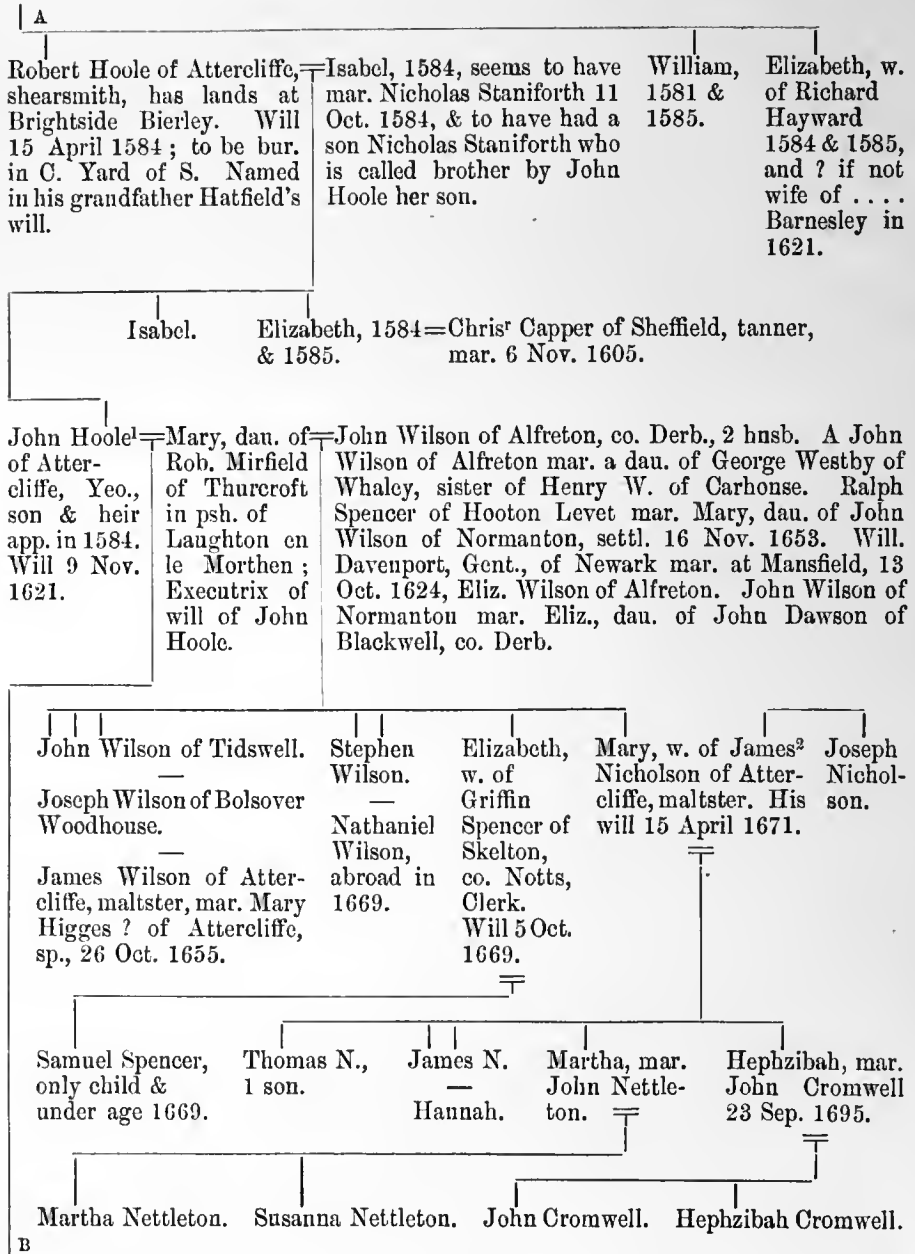 A
Robert Hoole of Attercliffe,
shearsmith, has lands at
Brightside Bierley. Will
15 April 1584; to be bur.
in C. Yard of S. Named
in his grandfather Hatfield's
will.
=Isabel, 1584, seems to have
mar. Nicholas Staniforth 11
Oct. 1584, & to have had a
son Nicholas Staniforth who
is called brother by John
Hoole her son.
William,
1581 &
1585.
Elizabeth, w.
of Richard
Hayward
1584 & 1585,
and ? if not
wife of ....
Barnesley in
1621.
Isabel.
Elizabeth, 1584=Chrisr Capper of Sheffield, tanner,
& 1585. mar. 6 Nov. 1605.
John Hoole1
of Atter-
cliffe, Yeo.,
son & heir
app. in 1584.
Will 9 Nov.
1621.
=Mary, dau. of
Rob. Mirfield
of Thurcroft
in psh. of
Laughton en
le Morthen;
Executrix of
will of John
Hoole.
=John Wilson of Alfreton, co. Derb., 2 husb. A John
Wilson of Alfreton mar. a dau. of George Westby of
Whaley, sister of Henry W. of Carhouse. Ralph
Spencer of Hooton Levet mar. Mary, dau. of John
Wilson of Normanton, settl. 16 Nov. 1653. Will.
Davenport, Gent., of Newark mar. at Mansfield, 13
Oct. 1624, Eliz. Wilson of Alfreton. John Wilson of
Normanton mar. Eliz., dau. of John Dawson of
Blackwell, co. Derb.
John Wilson of Tidswell.
—
Joseph Wilson of Bolsover
Woodhouse.
—
James Wilson of Atter-
cliffe, maltster, mar. Mary
Higges ? of Attercliffe,
sp., 26 Oct. 1655.
Stephen
Wilson.
—
Nathaniel
Wilson,
abroad in
1669.
Elizabeth,
w. of
Griffin
Spencer of
Skelton,
co. Notts,
Clerk.
Will 5 Oct.
1669.
Mary, w. of James2
Nicholson of Atter-
cliffe, maltster. His
will 15 April 1671.
Joseph
Nichol-
son.
Samuel Spencer,
only child &
under age 1669.
Thomas N.,
1 son.
James N.
—
Hannah.
Martha, mar.
John Nettle-
ton.
Hephzibah, mar.
John Cromwell
23 Sep. 1695.
Martha Nettleton. Susanna Nettleton. John Cromwell. Hephzibah Cromwell.
B